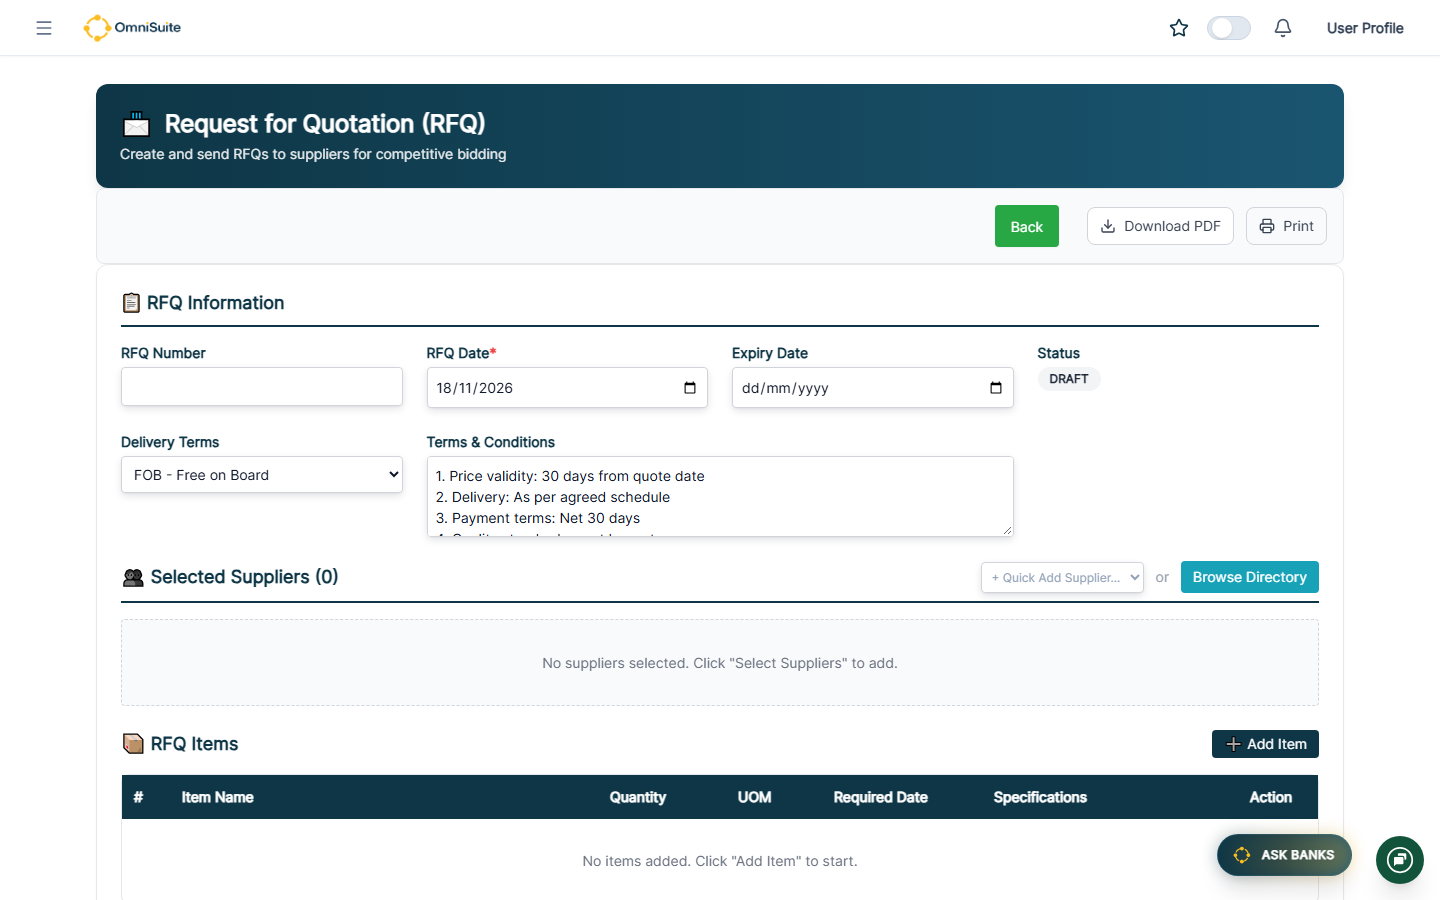 OmniSuite
User Profile
Request for Quotation (RFQ)
Create and send RFQs to suppliers for competitive bidding
Back
Download PDF
Print
RFQ Information
RFQ Number
RFQ Date*
Expiry Date
Status
18/11/2026
dd/mm/yyyy
DRAFT
Delivery Terms
Terms & Conditions
FOB - Free on Board
1. Price validity: 30 days from quote date
2. Delivery: As per agreed schedule
3. Payment terms: Net 30 days
Selected Suppliers (0)
+ Quick Add Supplier...
or
Browse Directory
No suppliers selected. Click "Select Suppliers" to add.
RFQ Items
Add Item
# Item Name Quantity UOM Required Date Specifications Action
No items added. Click "Add Item" to start.
ASK BANKS